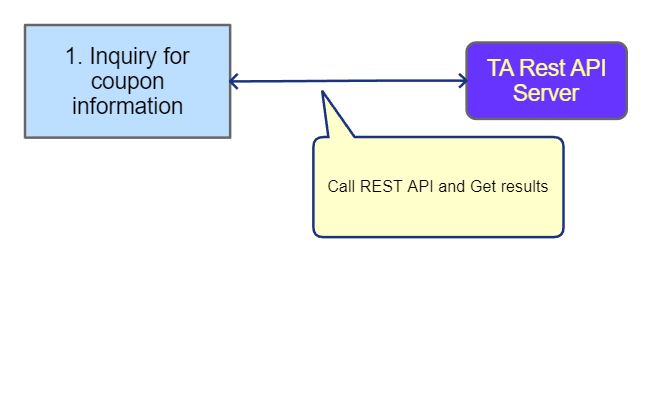 1. Inquiry for
coupon
information
TA Rest API
Server
Call REST API and Get results